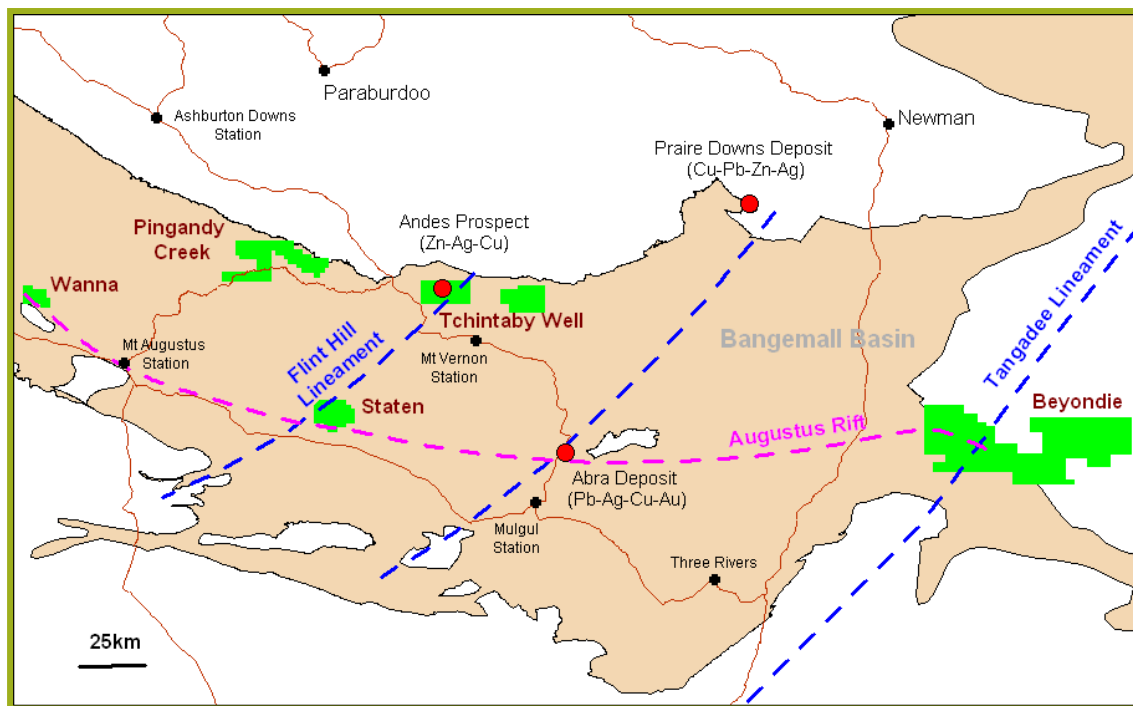 Paraburdoo
Ashburton Downs
Station
Newman
Praire Downs Deposit
(Cu-Pb-Zn-Ag)
Andes Prospect
(Zn-Ag-Cu)
Pingandy
Creek
Wanna
Tchintaby Well
Mt Augustus
Station
Mt Vernon
Station
Flint Hill
Lineament
Bangemall Basin
Tangadee Lineament
Staten
Beyondie
Augustus Rift
Abra Deposit
(Pb-Ag-Cu-Au)
Mulgul
Station
Three Rivers
25km